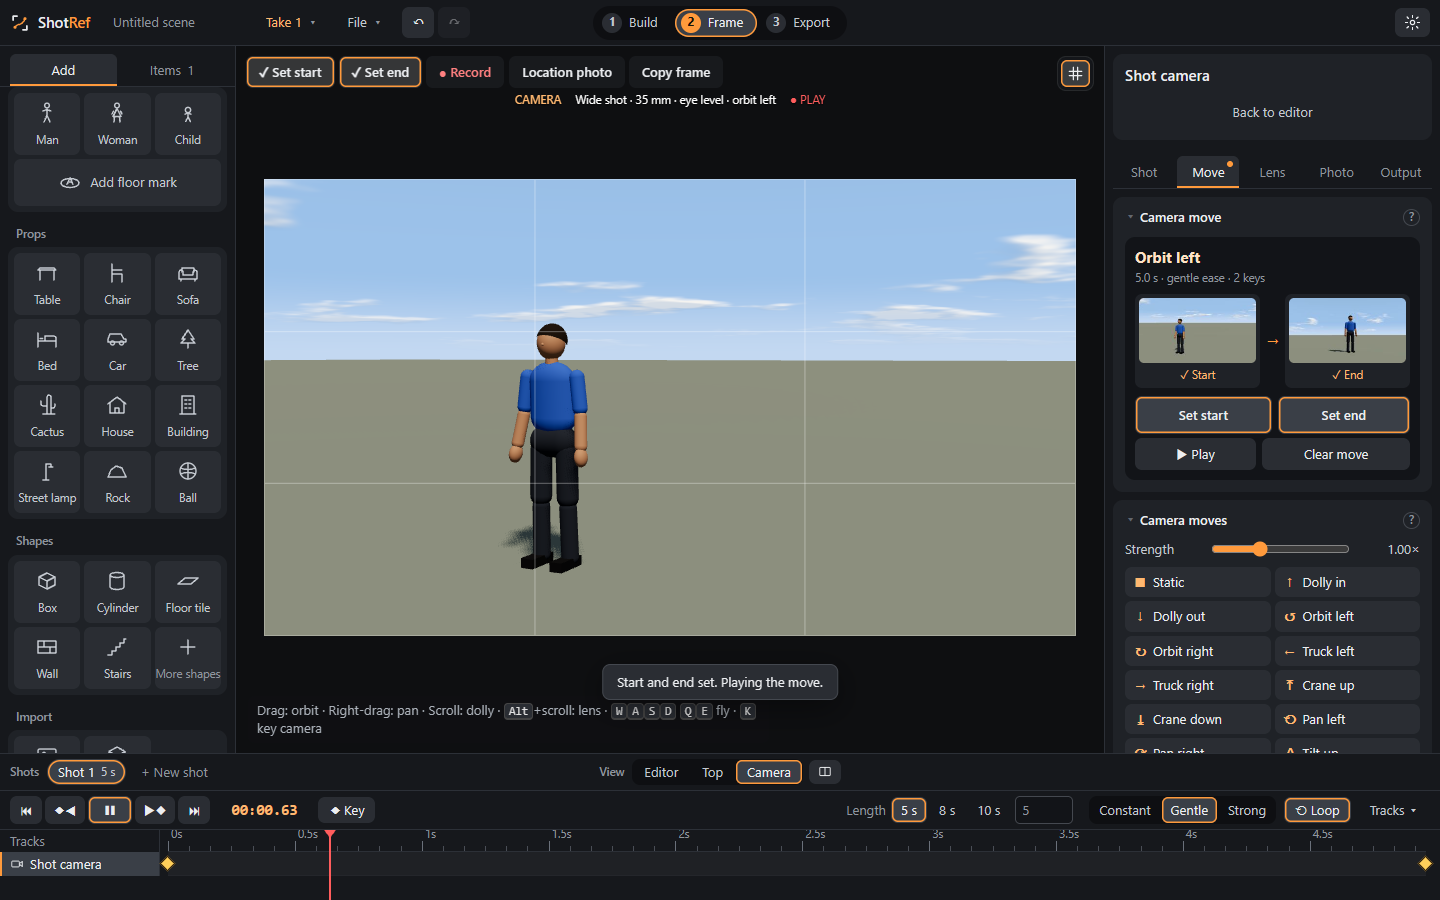 ShotRef
Untitled scene
Take 1
File
1 Build
2 Frame
3 Export
Add
Items 1
Man
Woman
Child
Add floor mark
Props
Table
Chair
Sofa
Bed
Car
Tree
Cactus
House
Building
Street lamp
Rock
Ball
Shapes
Box
Cylinder
Floor tile
Wall
Stairs
More shapes
Import
✓ Set start
✓ Set end
● Record
Location photo
Copy frame
CAMERA Wide shot · 35 mm · eye level · orbit left ● PLAY
Start and end set. Playing the move.
Drag: orbit · Right-drag: pan · Scroll: dolly · Alt+scroll: lens · W A S D Q E fly · K
key camera
Shot camera
Back to editor
Shot
Move
Lens
Photo
Output
Camera move
?
Orbit left
5.0 s · gentle ease · 2 keys
→
✓ Start
✓ End
Set start
Set end
▶ Play
Clear move
Camera moves
?
Strength
1.00×
Static
↑ Dolly in
↓ Dolly out
Orbit left
Orbit right
← Truck left
→ Truck right
Crane up
Crane down
Pan left
Pan right
Tilt up
Shots
Shot 1 5 s
+ New shot
View
Editor
Top
Camera
00:00.63
◆ Key
Length
5 s
8 s
10 s
5
Constant
Gentle
Strong
Loop
Tracks
Tracks
0s
0.5s
1s
1.5s
2s
2.5s
3s
3.5s
4s
4.5s
Shot camera